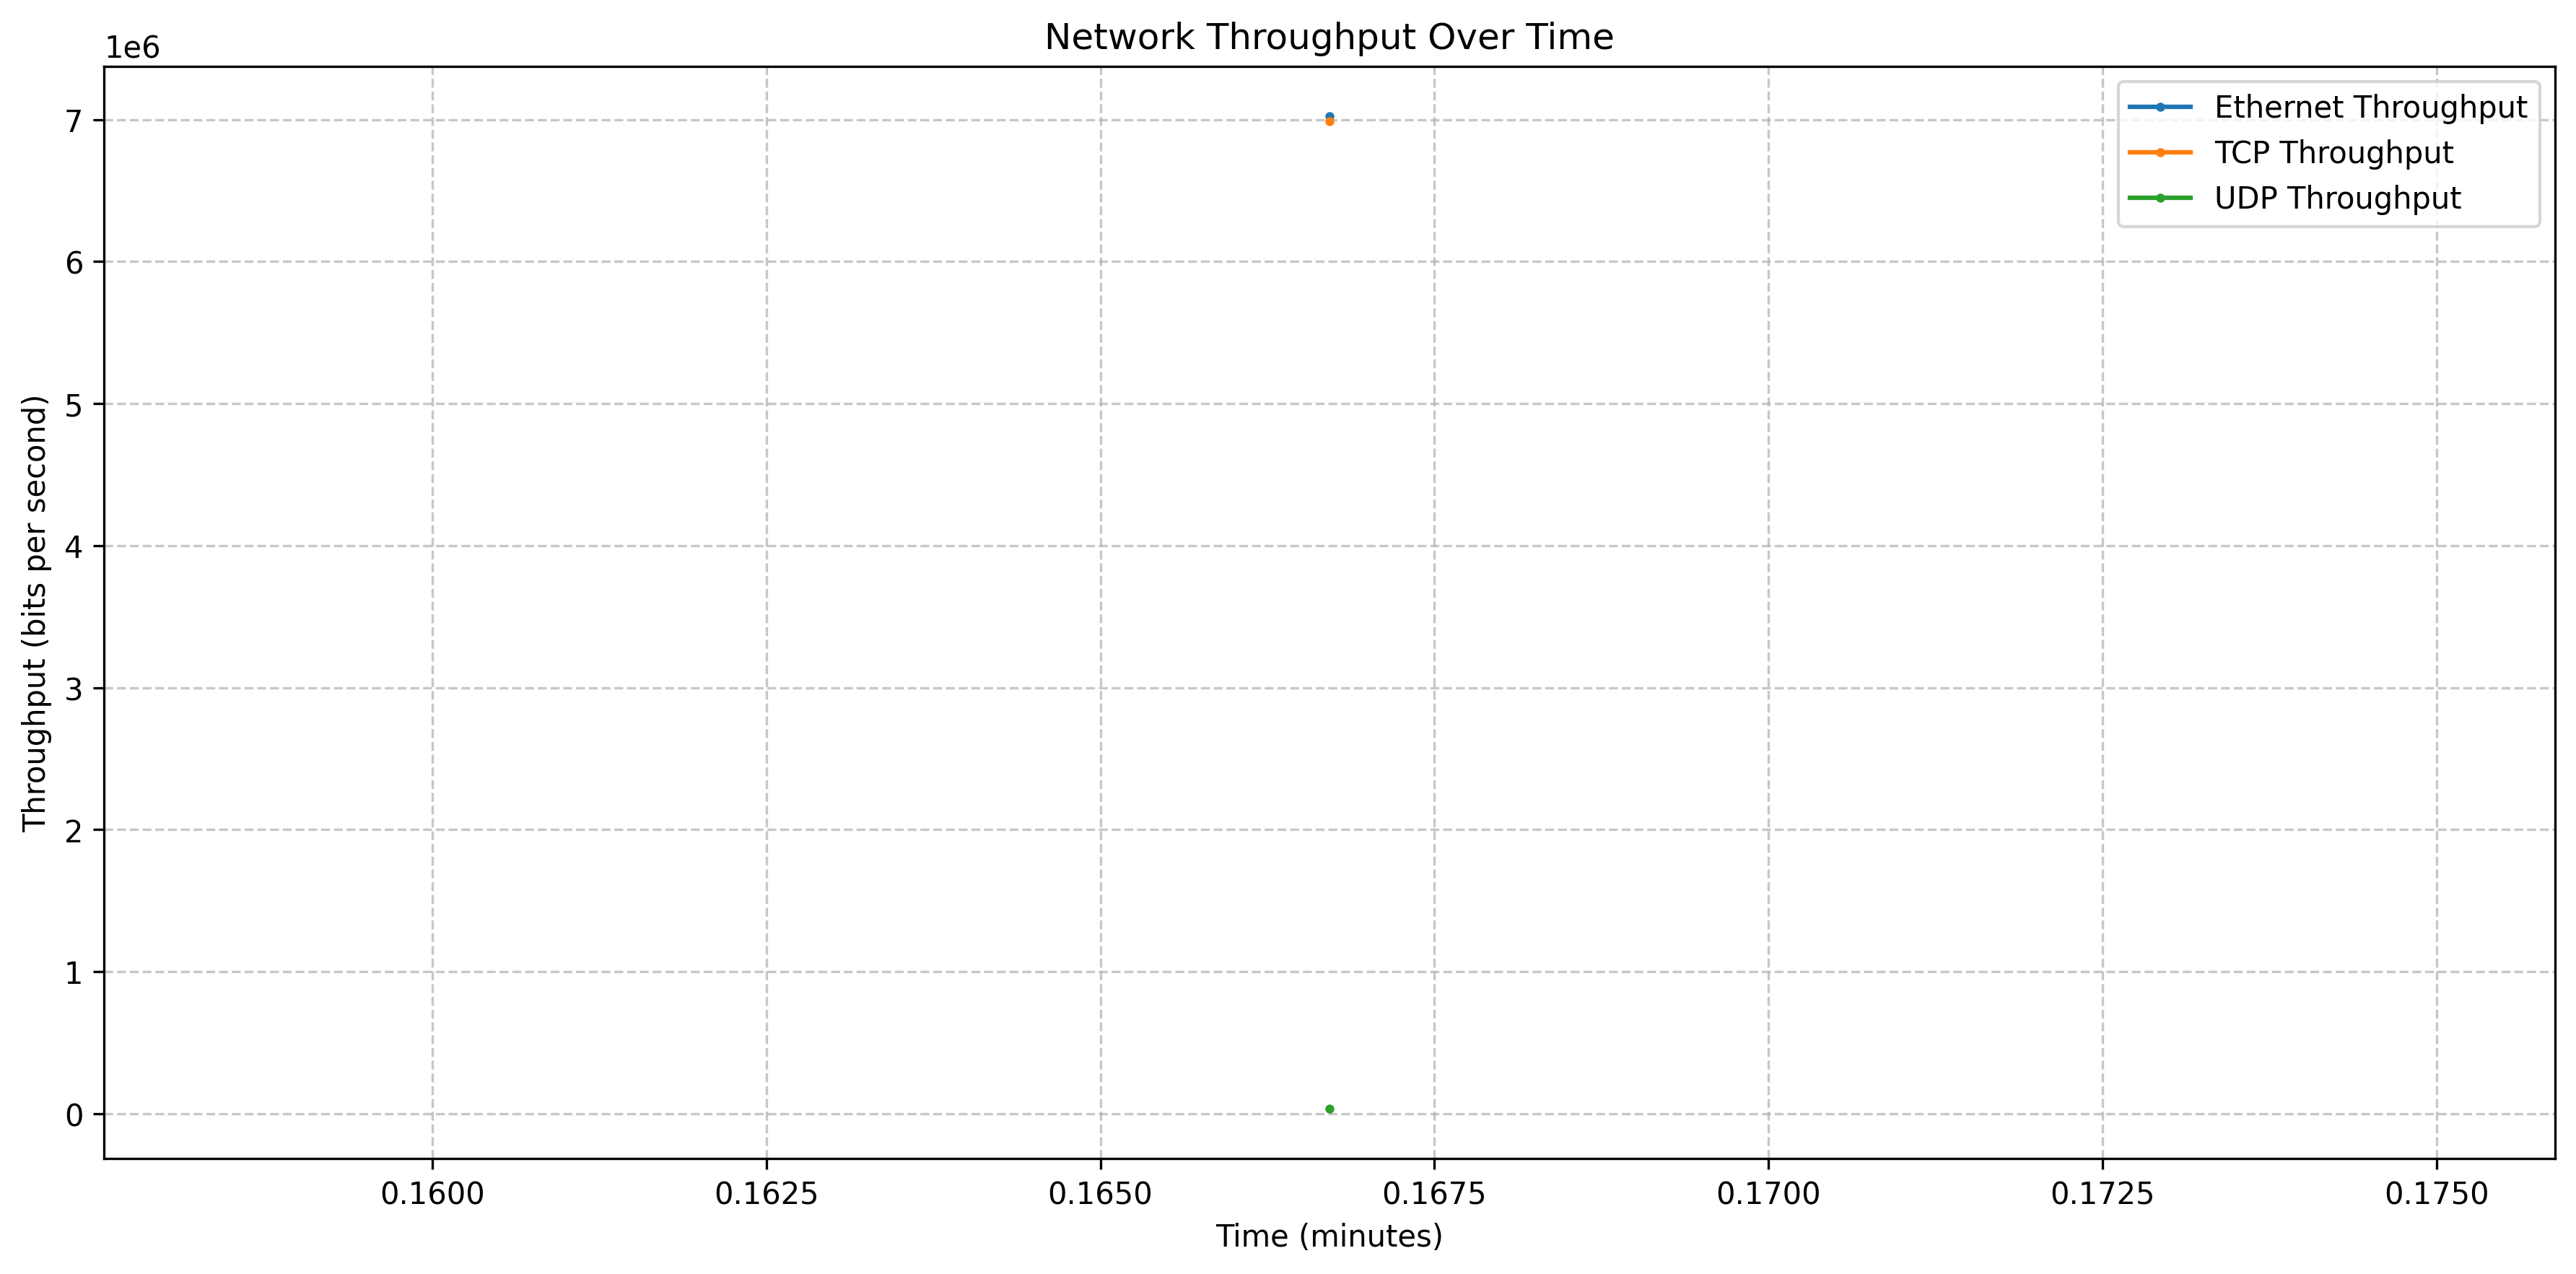 Network Throughput Over Time
1e6
7
6
5
4
3
2
1
0
Throughput (bits per second)
Ethernet Throughput
TCP Throughput
UDP Throughput
0.1600 0.1625 0.1650 0.1675 0.1700 0.1725 0.1750
Time (minutes)